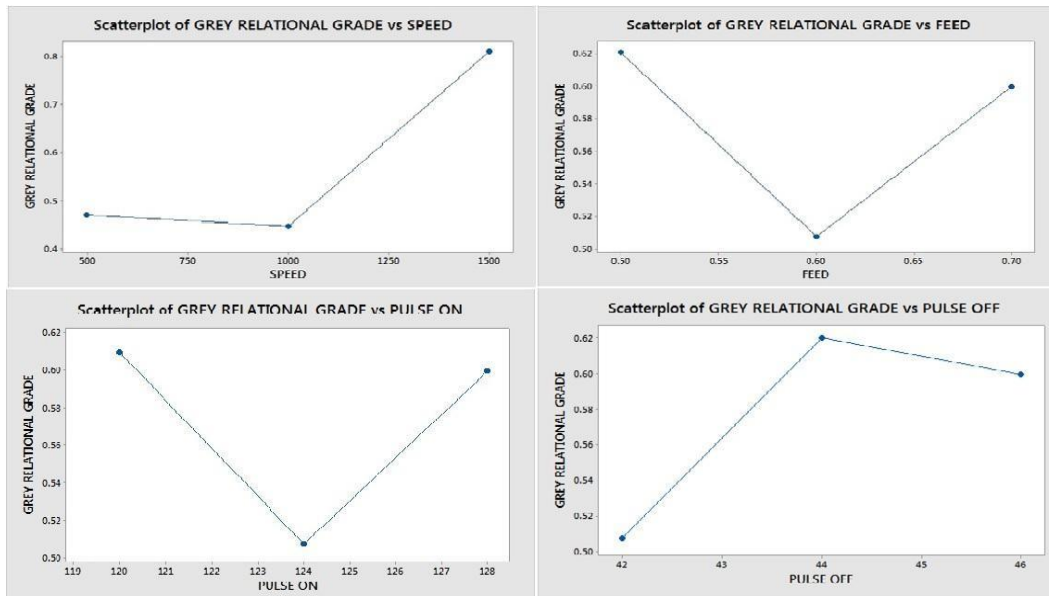 Scatterplot of GREY RELATIONAL GRADE vs SPEED
GREY RELATIONAL GRADE
0.8
0.7
0.6
0.5
0.4
500 750 1000 1250 1500
SPEED
Scatterplot of GREY RELATIONAL GRADE vs FEED
GREY RELATIONAL GRADE
0.62
0.60
0.58
0.56
0.54
0.52
0.50
0.50 0.55 0.60 0.65 0.70
FEED
Scatterplot of GREY RELATIONAL GRADE vs PULSE ON
GREY RELATIONAL GRADE
0.62
0.60
0.58
0.56
0.54
0.52
0.50
119 120 121 122 123 124 125 126 127 128
PULSE ON
Scatterplot of GREY RELATIONAL GRADE vs PULSE OFF
GREY RELATIONAL GRADE
0.62
0.60
0.58
0.56
0.54
0.52
0.50
42 43 44 45 46
PULSE OFF